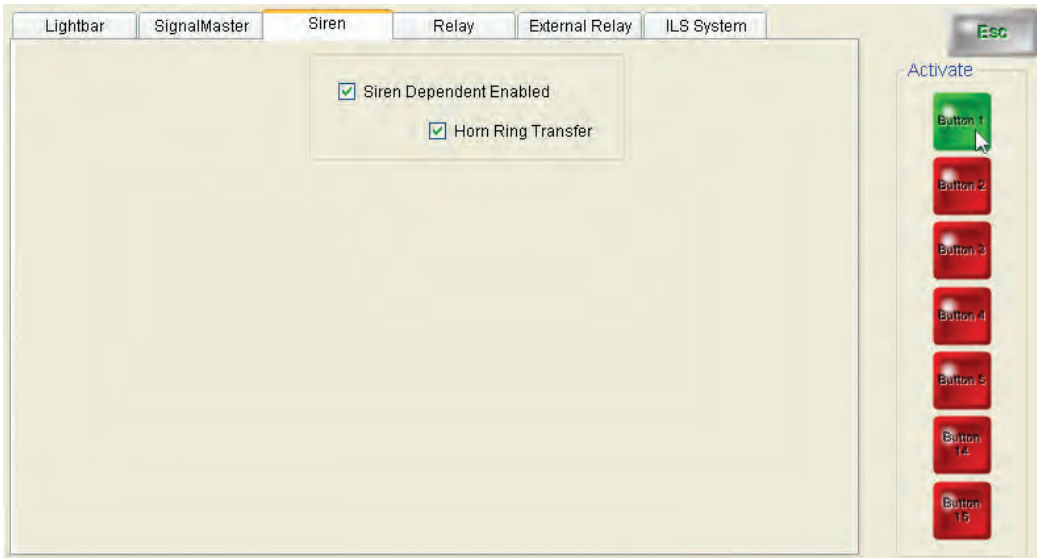 Lightbar SignalMaster Siren Relay External Relay ILS System
Esc
Siren Dependent Enabled
Horn Ring Transfer
Activate
Button 1
Button 2
Button 3
Button 4
Button 5
Button
14
Button
15